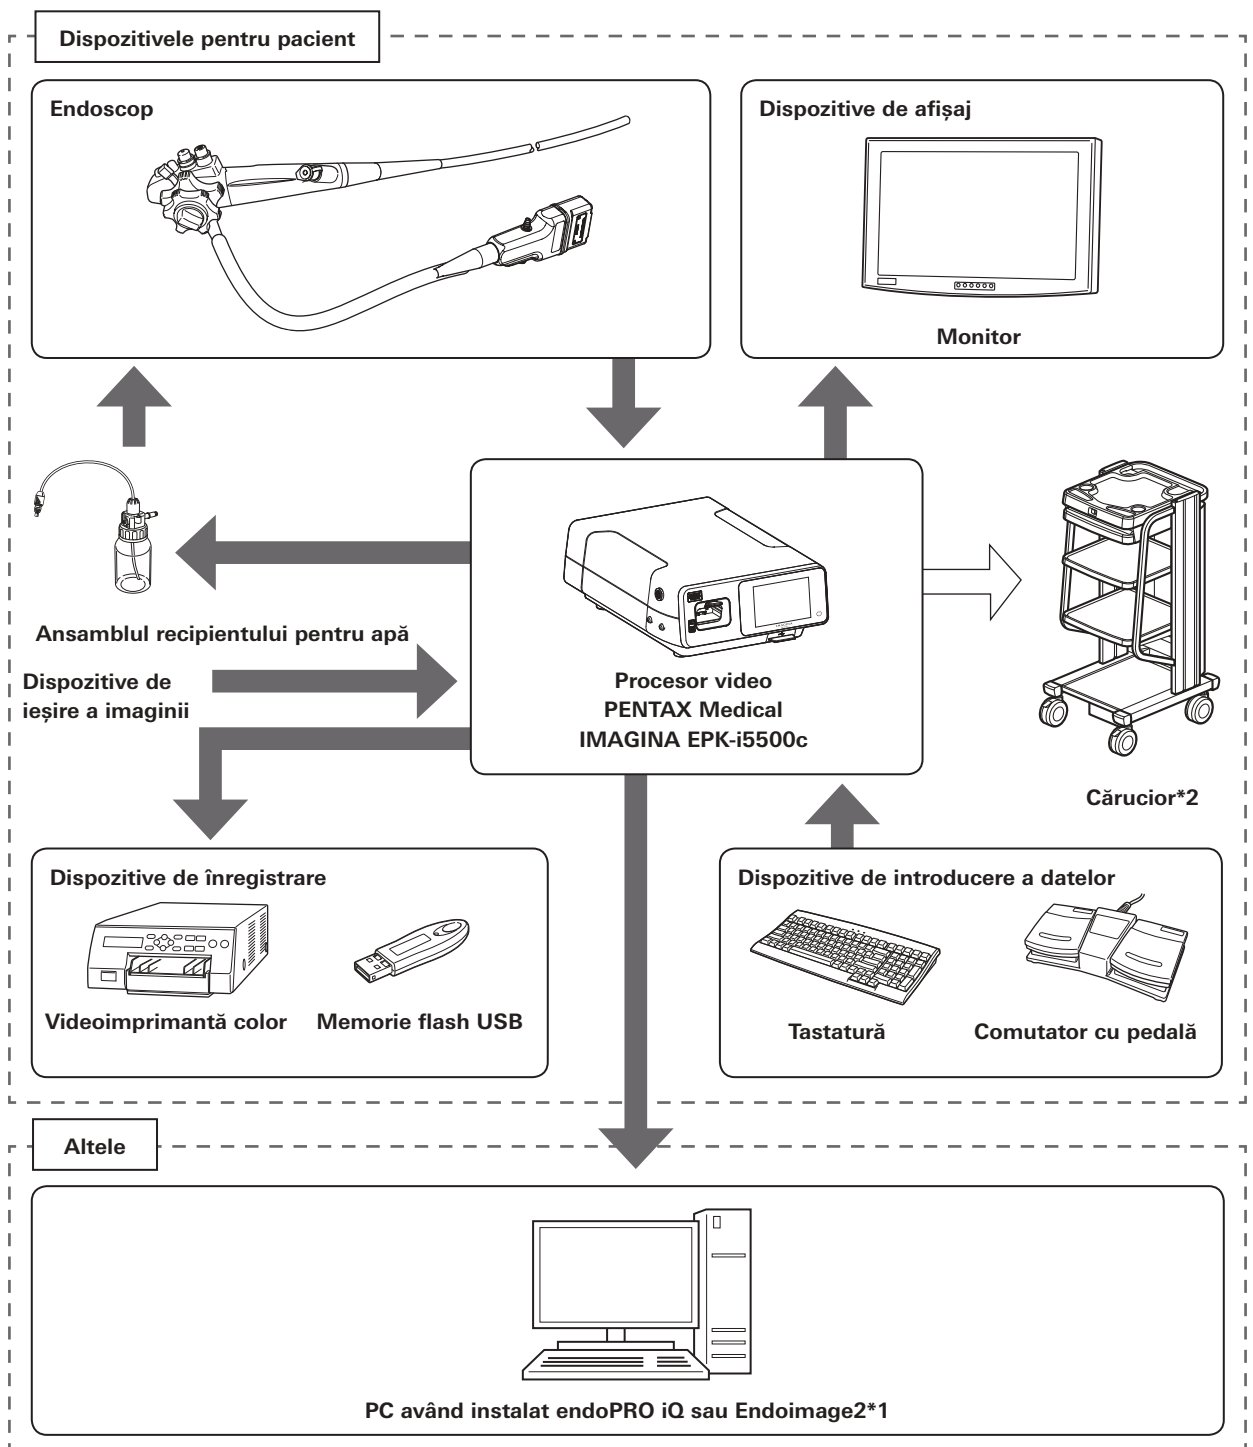 Dispozitivele pentru pacient
Endoscop
Dispozitive de afișaj
Monitor
Ansamblul recipientului pentru apă
Dispozitive de
ieșire a imaginii
Procesor video
PENTAX Medical
IMAGINA EPK-i5500c
Cărucior*2
Dispozitive de înregistrare
Videoimprimantă color
Memorie flash USB
Dispozitive de introducere a datelor
Tastatură
Comutator cu pedală
Altele
PC având instalat endoPRO iQ sau Endoimage2*1